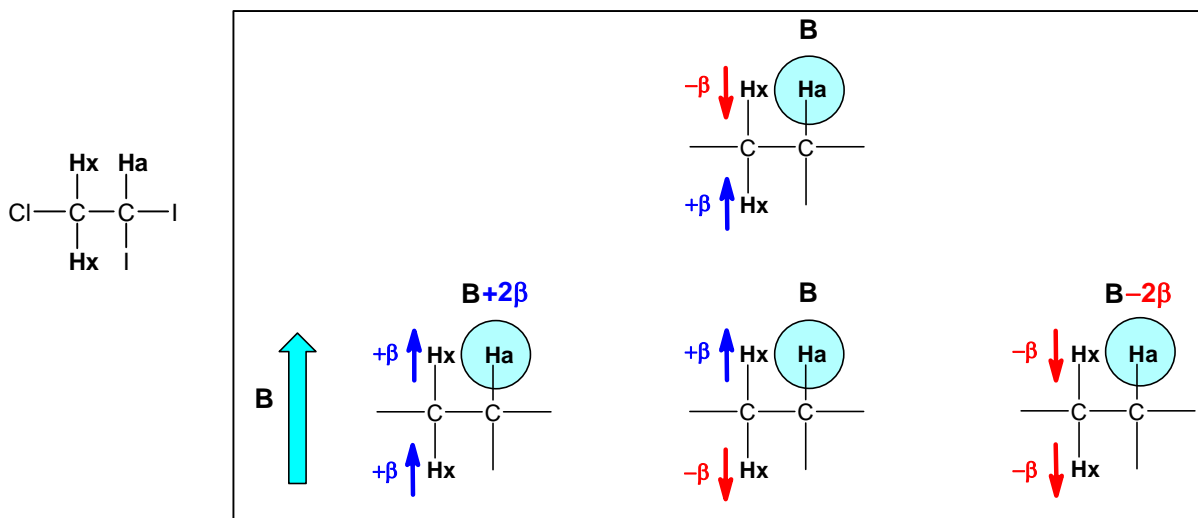 B
−β Hx Ha
C C
+β Hx
Hx Ha
Cl C C I
Hx I
B+2β B B−2β
+β Hx Ha +β Hx Ha −β Hx Ha
B
C C C C C C
+β Hx −β Hx −β Hx